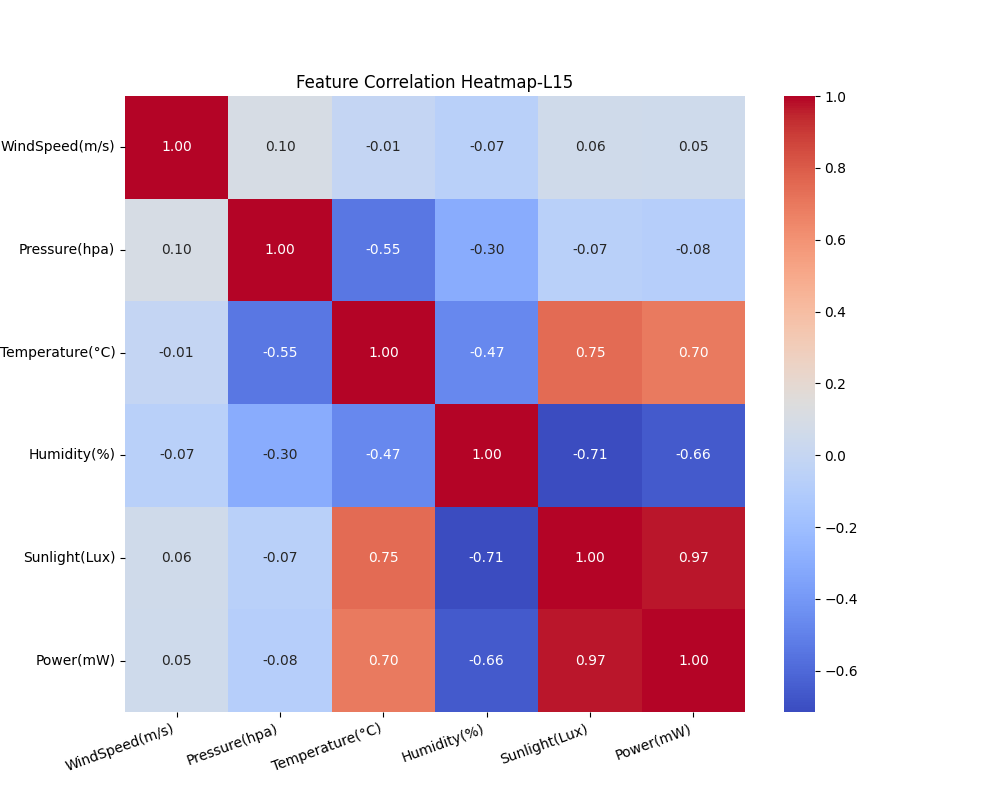 Feature Correlation Heatmap-L15
WindSpeed(m/s) 1.00 0.10 -0.01 -0.07 0.06 0.05
Pressure(hpa) 0.10 1.00 -0.55 -0.30 -0.07 -0.08
Temperature(°C) -0.01 -0.55 1.00 -0.47 0.75 0.70
Humidity(%) -0.07 -0.30 -0.47 1.00 -0.71 -0.66
Sunlight(Lux) 0.06 -0.07 0.75 -0.71 1.00 0.97
Power(mW) 0.05 -0.08 0.70 -0.66 0.97 1.00
WindSpeed(m/s) Pressure(hpa) Temperature(°C) Humidity(%) Sunlight(Lux) Power(mW)
1.0
0.8
0.6
0.4
0.2
0.0
−0.2
−0.4
−0.6